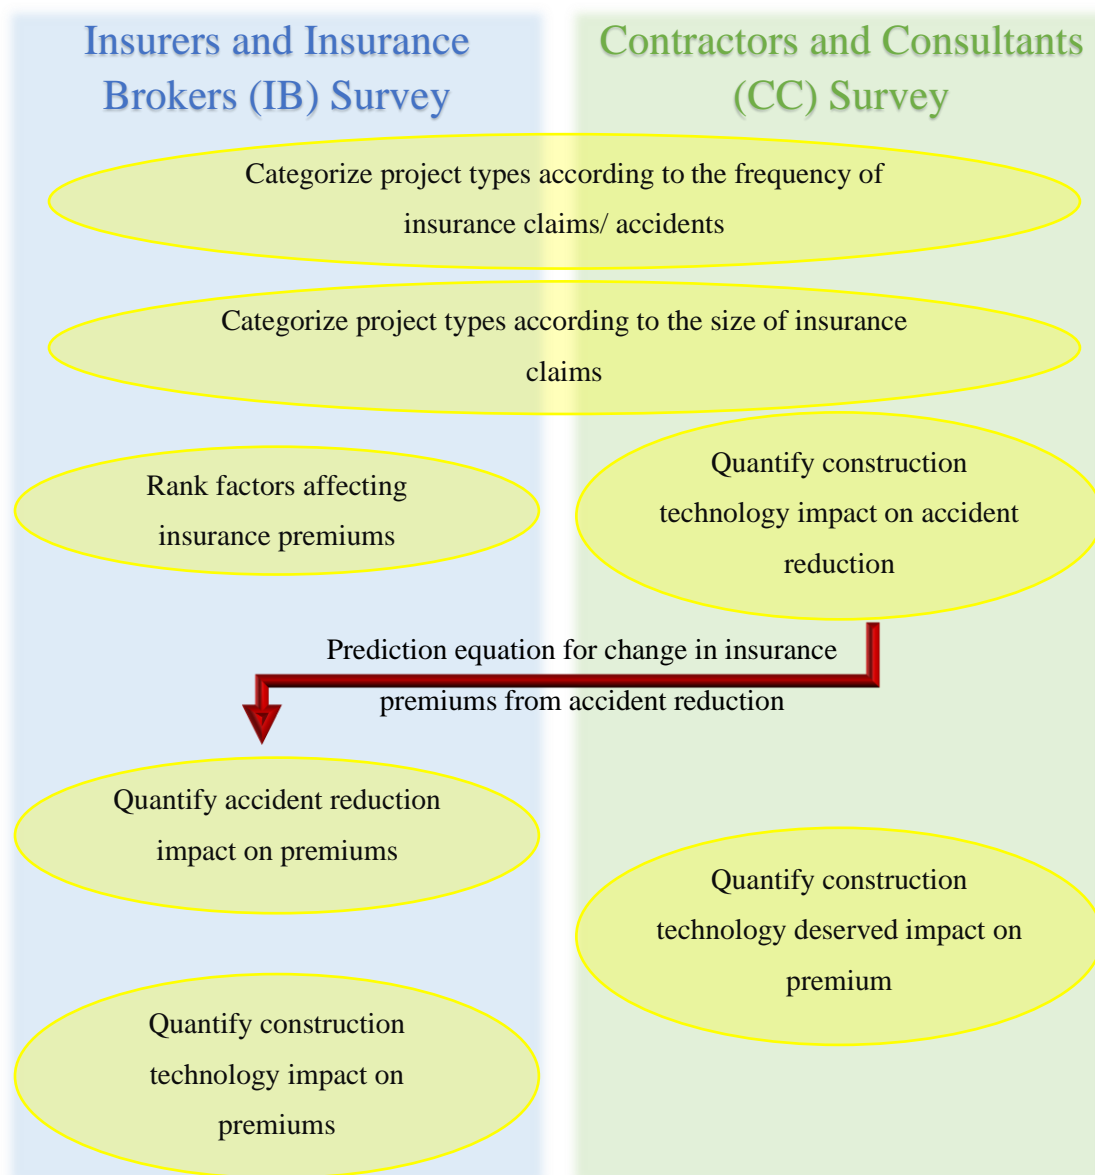 Insurers and Insurance
Brokers (IB) Survey
Contractors and Consultants
(CC) Survey
Categorize project types according to the frequency of
insurance claims/ accidents
Categorize project types according to the size of insurance
claims
Rank factors affecting
insurance premiums
Quantify construction
technology impact on accident
reduction
Prediction equation for change in insurance
premiums from accident reduction
Quantify accident reduction
impact on premiums
Quantify construction
technology deserved impact on
premium
Quantify construction
technology impact on
premiums